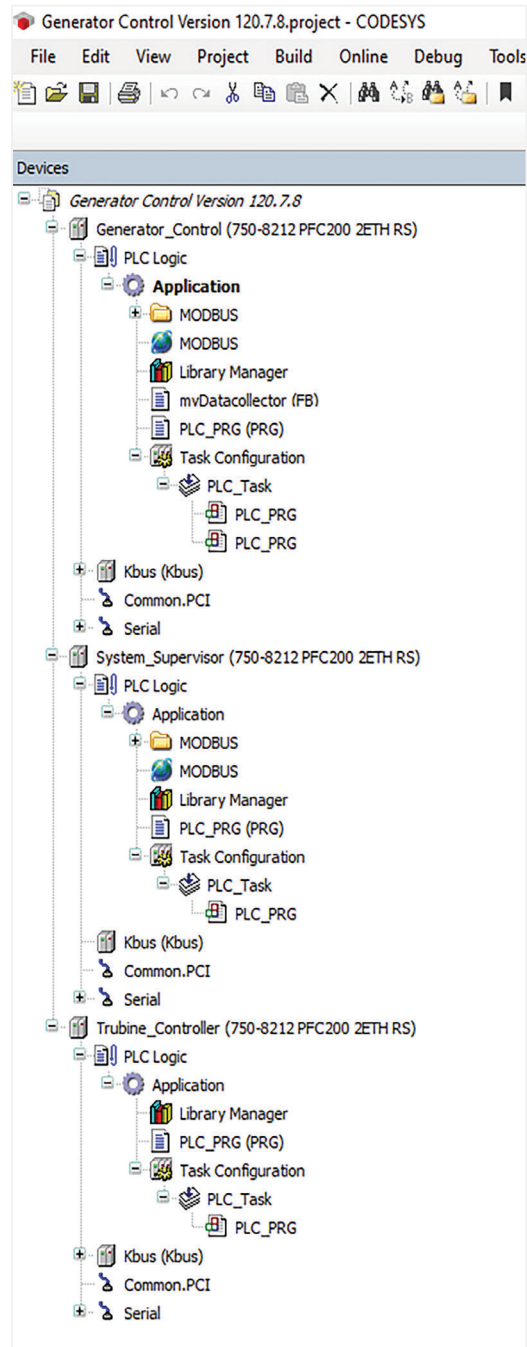 Generator Control Version 120.7.8.project - CODESYS
File Edit View Project Build Online Debug Tools
Devices
Generator Control Version 120.7.8
Generator_Control (750-8212 PFC200 2ETH RS)
PLC Logic
Application
MODBUS
MODBUS
Library Manager
myDatacollector (FB)
PLC_PRG (PRG)
Task Configuration
PLC_Task
PLC_PRG
PLC_PRG
Kbus (Kbus)
Common.PCI
Serial
System_Supervisor (750-8212 PFC200 2ETH RS)
PLC Logic
Application
MODBUS
MODBUS
Library Manager
PLC_PRG (PRG)
Task Configuration
PLC_Task
PLC_PRG
Kbus (Kbus)
Common.PCI
Serial
Trubine_Controller (750-8212 PFC200 2ETH RS)
PLC Logic
Application
Library Manager
PLC_PRG (PRG)
Task Configuration
PLC_Task
PLC_PRG
Kbus (Kbus)
Common.PCI
Serial